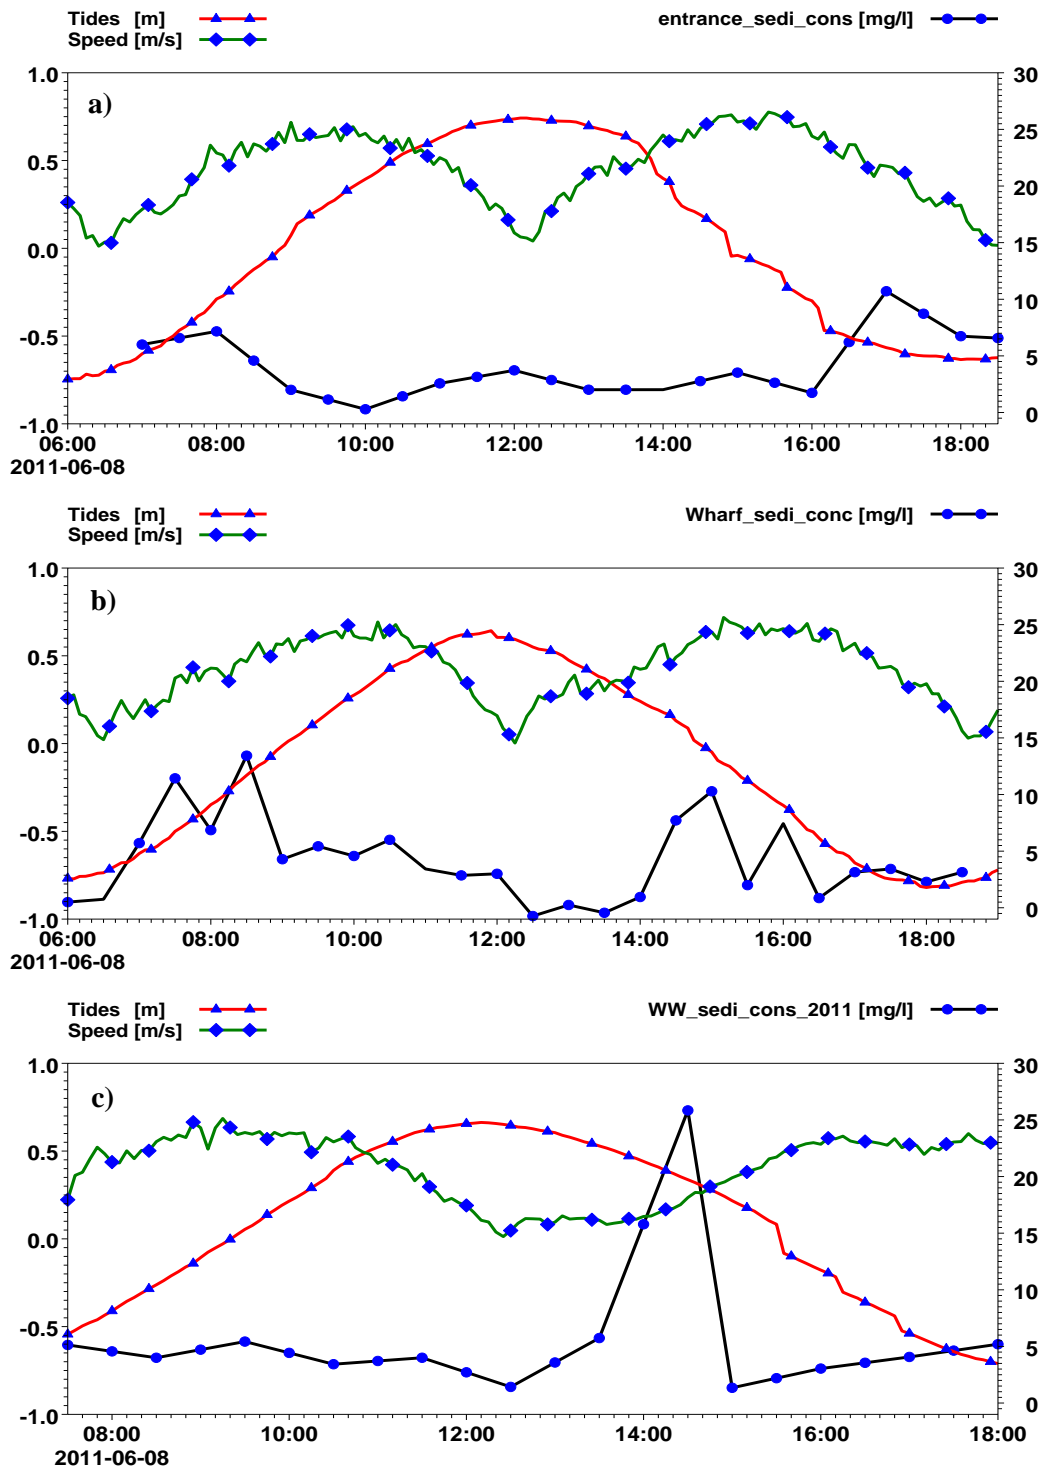 Tides [m]
Speed [m/s]
entrance_sedi_cons [mg/l]
a)
1.0
0.5
0.0
-0.5
-1.0
30
25
20
15
10
5
0
06:00 08:00 10:00 12:00 14:00 16:00 18:00
2011-06-08
Tides [m]
Speed [m/s]
Wharf_sedi_conc [mg/l]
b)
1.0
0.5
0.0
-0.5
-1.0
30
25
20
15
10
5
0
06:00 08:00 10:00 12:00 14:00 16:00 18:00
2011-06-08
Tides [m]
Speed [m/s]
WW_sedi_cons_2011 [mg/l]
c)
1.0
0.5
0.0
-0.5
-1.0
30
25
20
15
10
5
0
08:00 10:00 12:00 14:00 16:00 18:00
2011-06-08